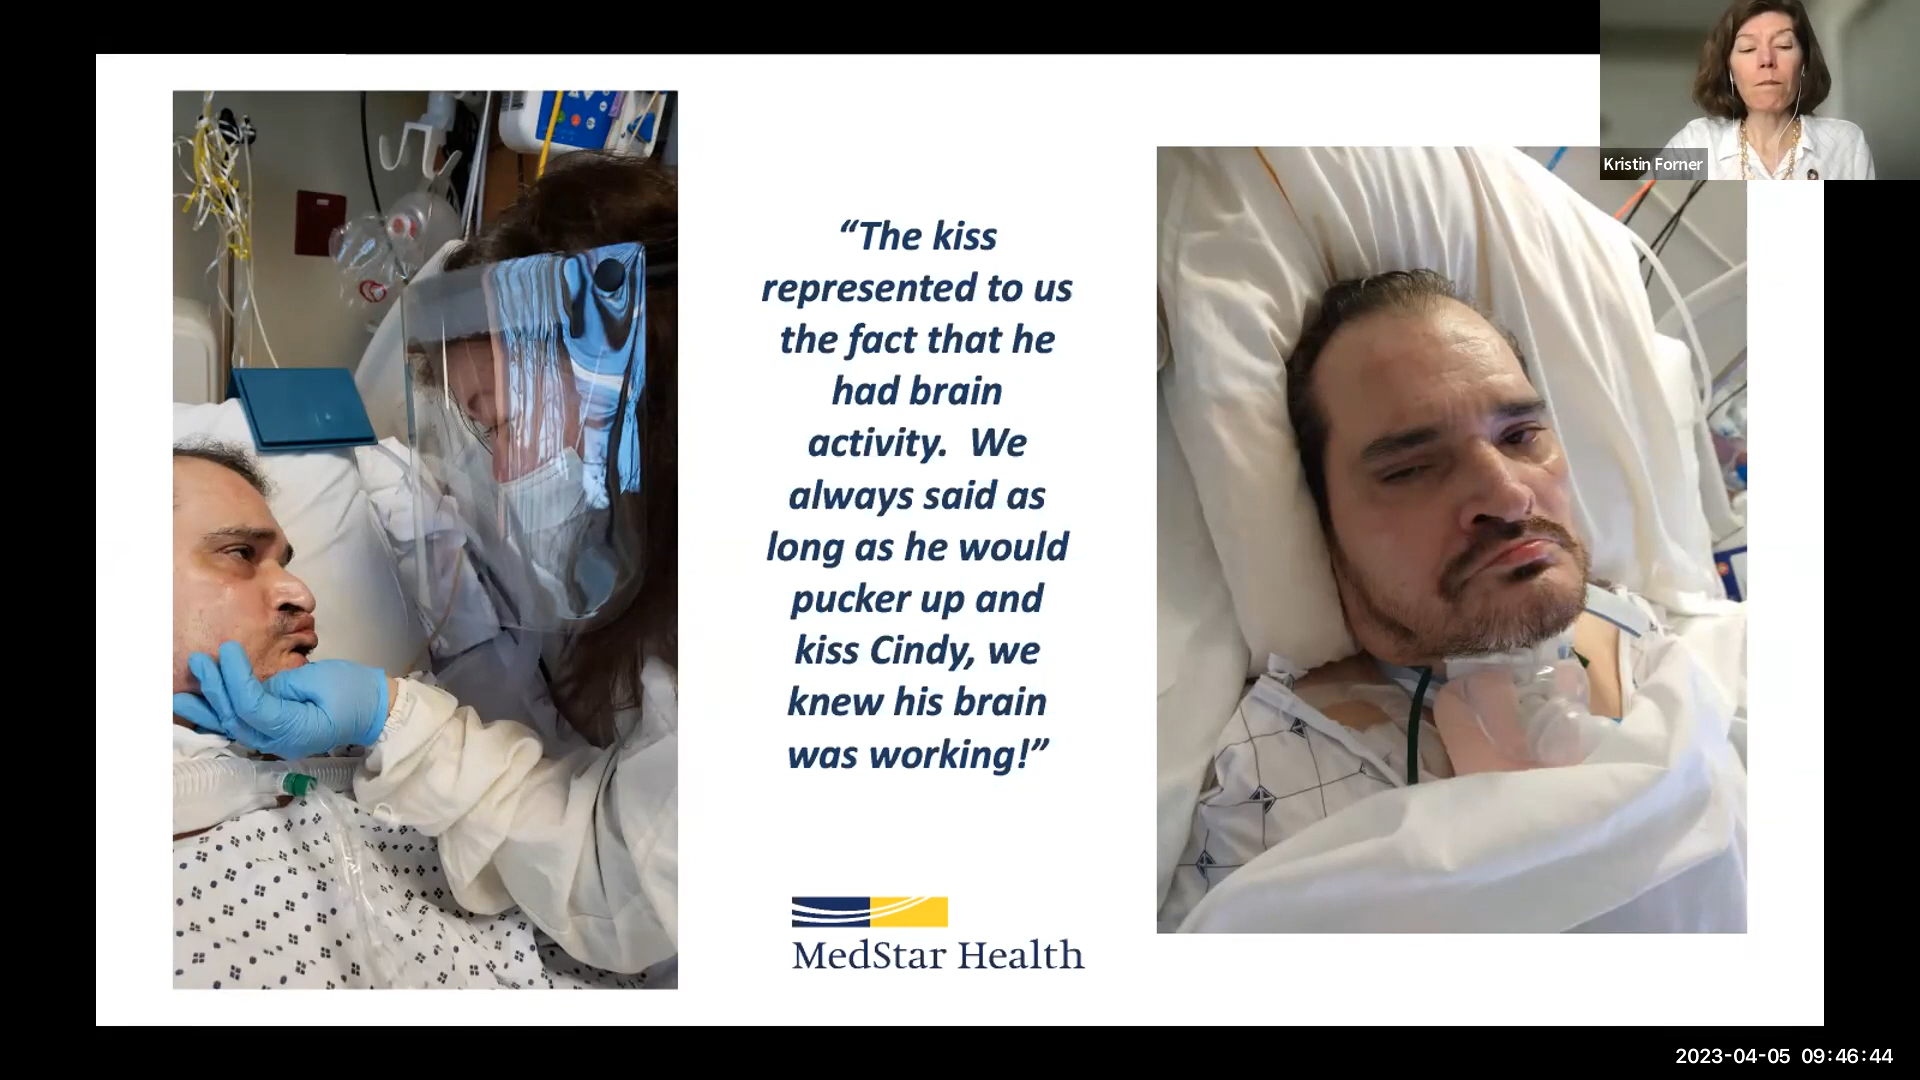 Kristin Forner
“The kiss
represented to us
the fact that he
had brain
activity.  We
always said as
long as he would
pucker up and
kiss Cindy, we
knew his brain
was working!”
MedStar Health
2023-04-05 09:46:44